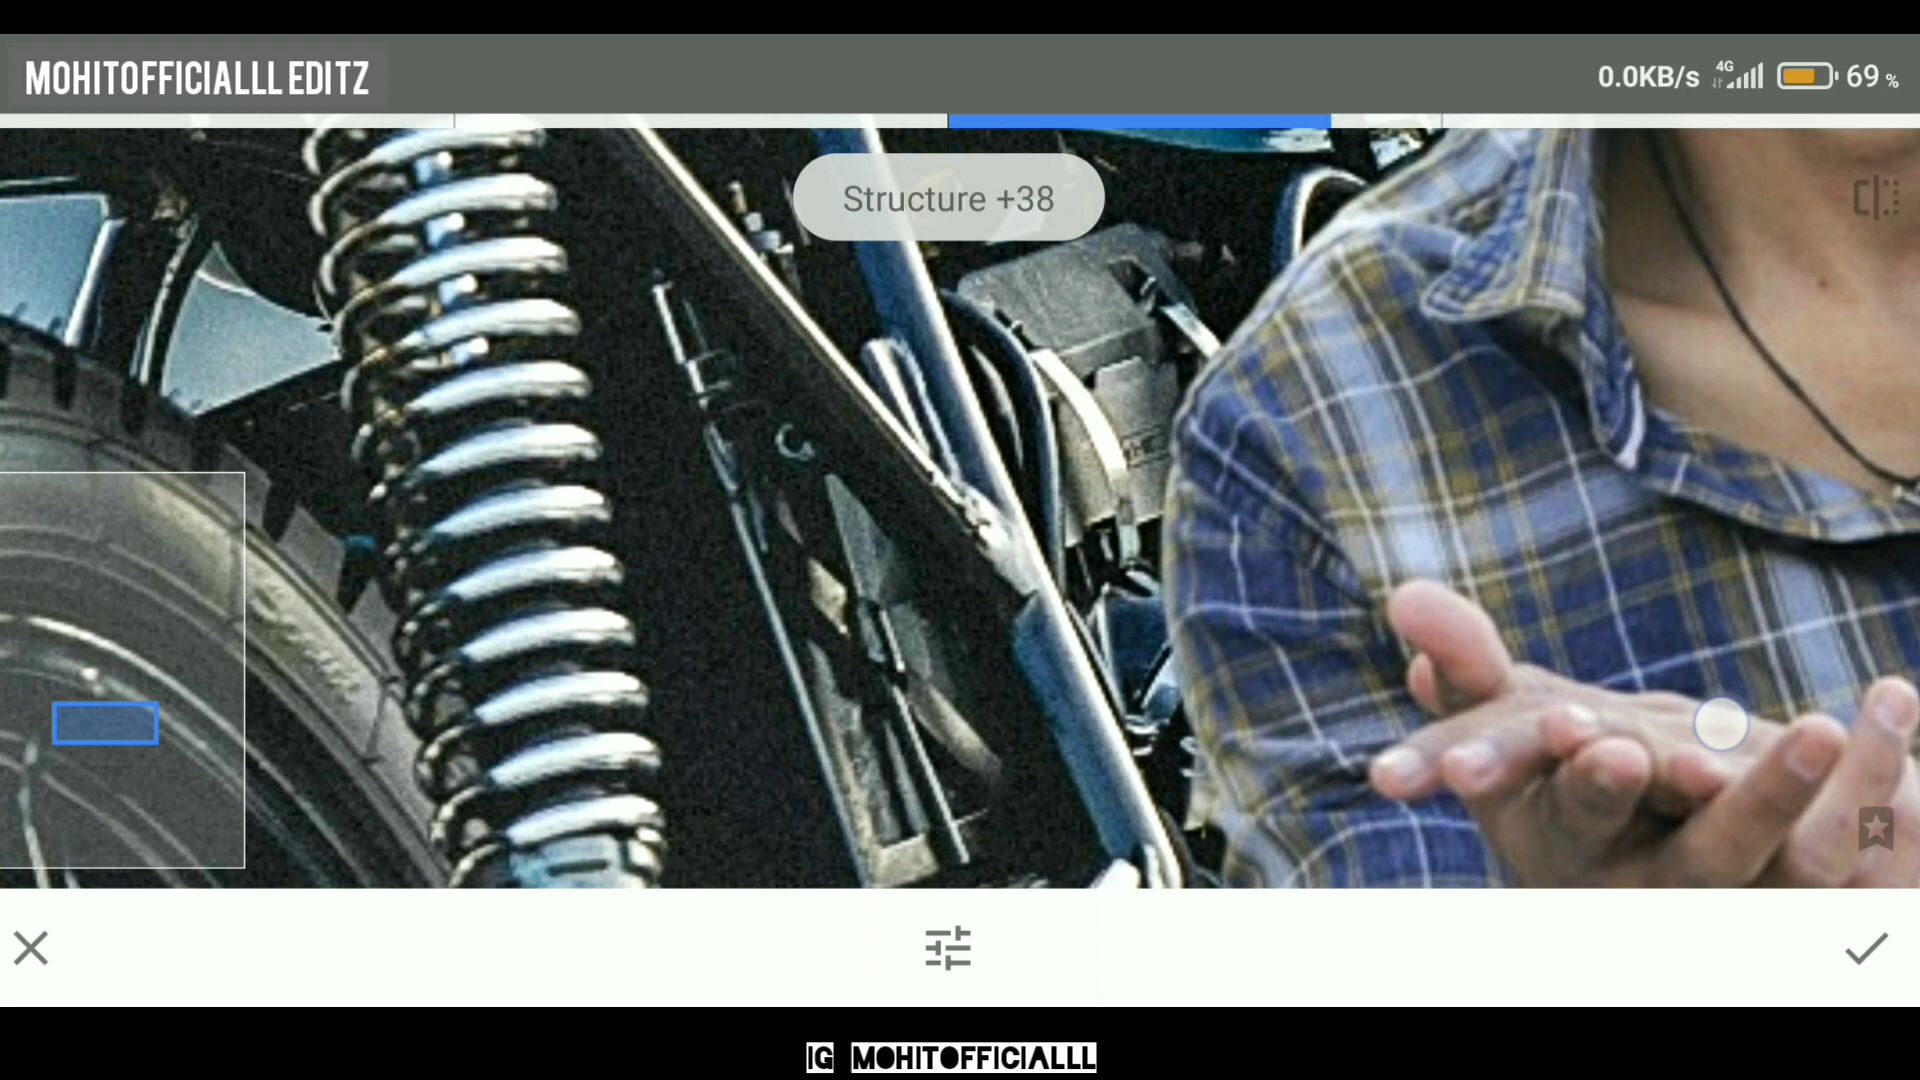 MOHITOFFICIALLL EDITZ
0.0KB/s 4G 69 %
Structure +38
IG MOHITOFFICIALLL